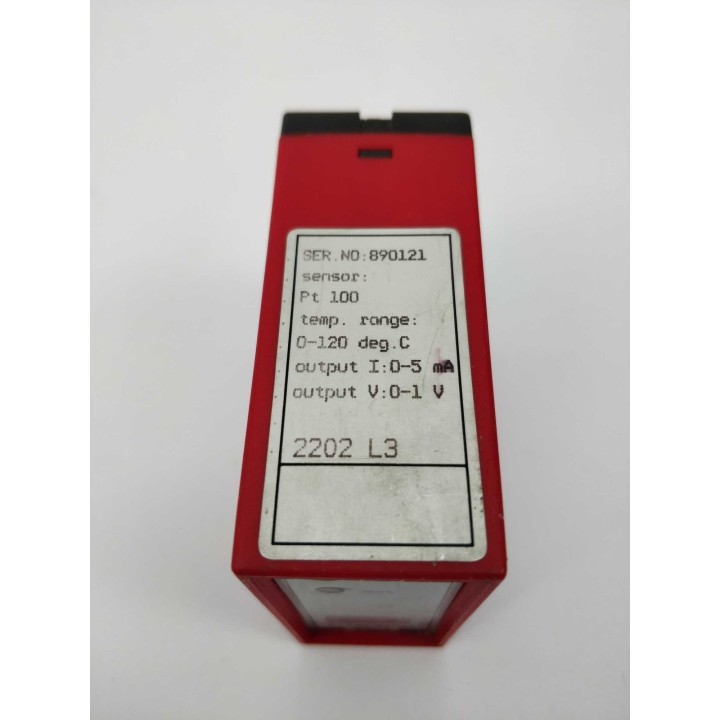 SER.NO:890121
sensor:
Pt 100
temp. range:
0-120 deg.C
output I:0-5 mA
output V:0-1 V
2202 L3